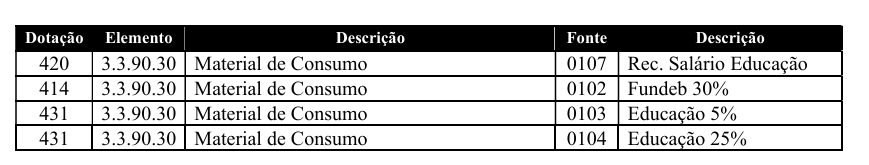 Dotação Elemento Descrição Fonte Descrição
420 3.3.90.30 Material de Consumo 0107 Rec. Salário Educação
414 3.3.90.30 Material de Consumo 0102 Fundeb 30%
431 3.3.90.30 Material de Consumo 0103 Educação 5%
431 3.3.90.30 Material de Consumo 0104 Educação 25%